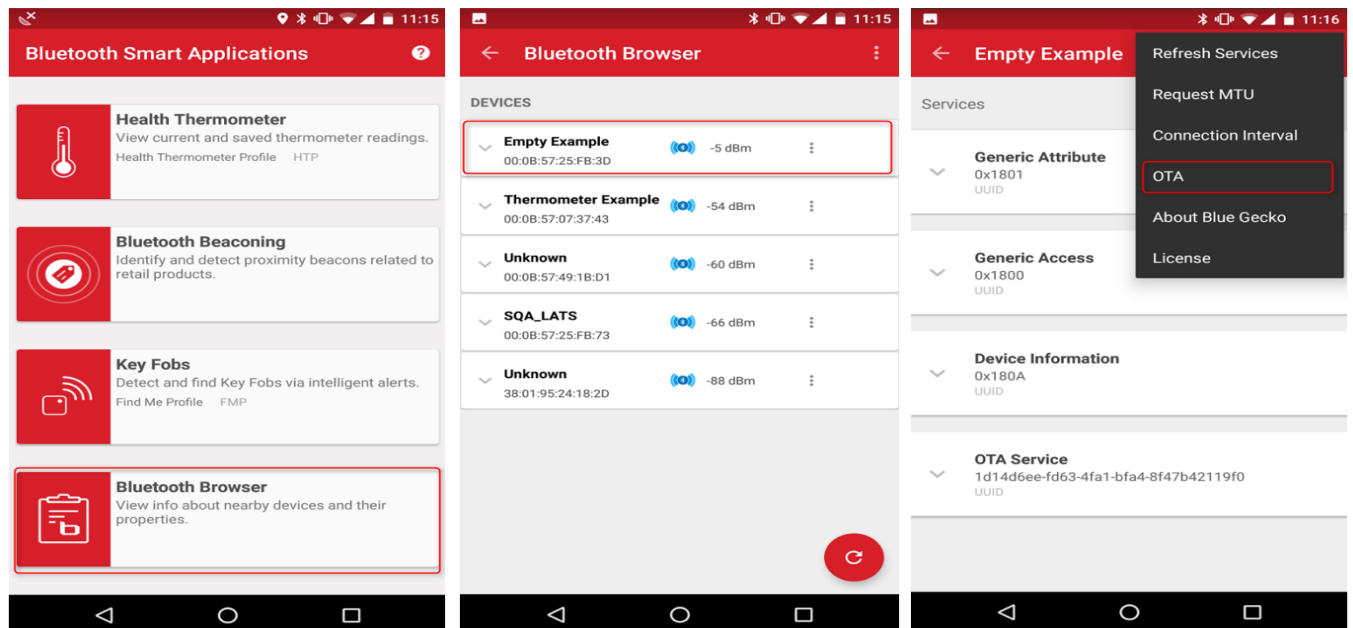 11:15
Bluetooth Smart Applications
Health Thermometer
View current and saved thermometer readings.
Health Thermometer Profile HTP
Bluetooth Beaconing
Identify and detect proximity beacons related to
retail products.
Key Fobs
Detect and find Key Fobs via intelligent alerts.
Find Me Profile FMP
Bluetooth Browser
View info about nearby devices and their
properties.
11:15
Bluetooth Browser
DEVICES
Empty Example
-5 dBm
00:0B:57:25:FB:3D
Thermometer Example
-54 dBm
00:0B:57:07:37:43
Unknown
-60 dBm
00:0B:57:49:1B:D1
SQA_LATS
-66 dBm
00:0B:57:25:FB:73
Unknown
-88 dBm
38:01:95:24:18:2D
11:16
Empty Example
Refresh Services
Request MTU
Connection Interval
OTA
About Blue Gecko
License
Services
Generic Attribute
0x1801
UUID
Generic Access
0x1800
UUID
Device Information
0x180A
UUID
OTA Service
1d14d6ee-fd63-4fa1-bfa4-8f47b42119f0
UUID